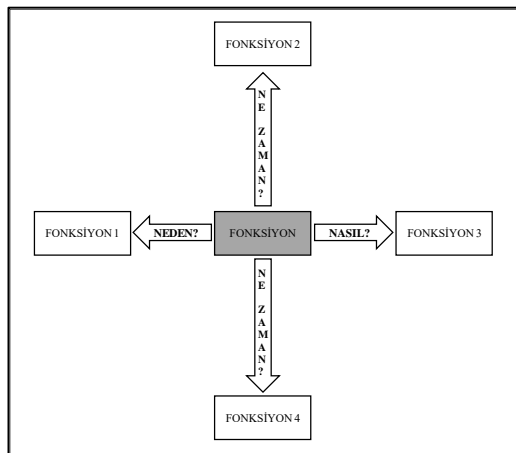 FONKSİYON 2
NE ZAMAN?
FONKSİYON 1
NEDEN?
FONKSİYON
NASIL?
FONKSİYON 3
NE ZAMAN?
FONKSİYON 4